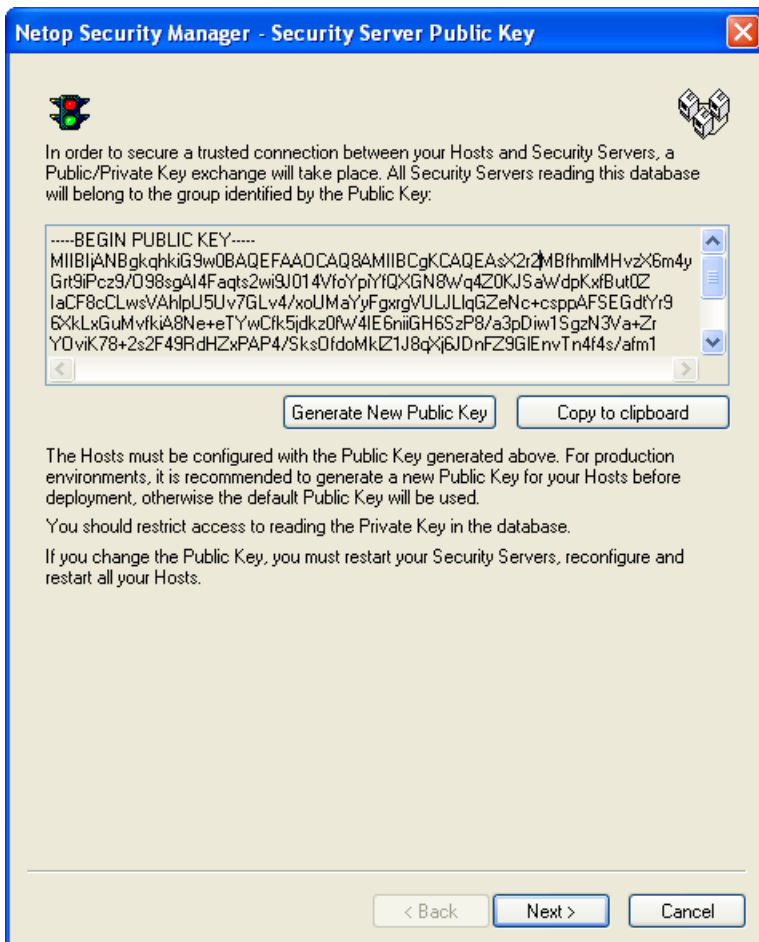 Netop Security Manager - Security Server Public Key
In order to secure a trusted connection between your Hosts and Security Servers, a
Public/Private Key exchange will take place. All Security Servers reading this database
will belong to the group identified by the Public Key:
-----BEGIN PUBLIC KEY-----
MIIBIjANBgkqhkiG9w0BAQEFAAOCAQ8AMIIBCgKCAQEAsX2r2MBfhmlMHvzX6m4y
Grt9iPcz9/O98sgAI4Faqts2wi9J014VfoYpiYfQXGN8Wq4Z0KJSaWdpKxfBut0Z
IaCF8cCLwsVAhlpU5Uv7GLv4/xoUMaYyFgxrgVULJLlqGZeNc+csppAFSEGdtYr9
6XkLxGuMvfkiA8Ne+eTYwCfk5jdkz0fW4IE6niiGH6SzP8/a3pDiw1SgzN3Va+Zr
YOviK78+2s2F49RdHZxPAP4/SksOfdoMklZ1J8qXj6JDnFZ9GlEnvTn4f4s/afm1
Generate New Public Key
Copy to clipboard
The Hosts must be configured with the Public Key generated above. For production
environments, it is recommended to generate a new Public Key for your Hosts before
deployment, otherwise the default Public Key will be used.
You should restrict access to reading the Private Key in the database.
If you change the Public Key, you must restart your Security Servers, reconfigure and
restart all your Hosts.
< Back
Next >
Cancel